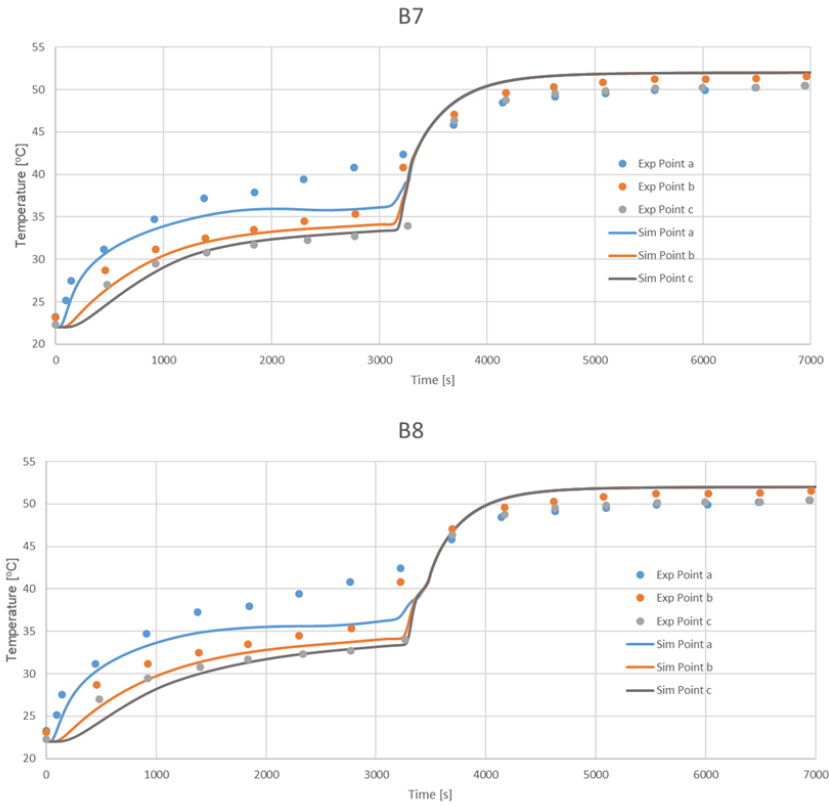 B7
55
50
45
40
35
30
25
20
Temperature [°C]
0 1000 2000 3000 4000 5000 6000 7000
Time [s]
Exp Point a
Exp Point b
Exp Point c
Sim Point a
Sim Point b
Sim Point c
B8
55
50
45
40
35
30
25
20
Temperature [°C]
0 1000 2000 3000 4000 5000 6000 7000
Time [s]
Exp Point a
Exp Point b
Exp Point c
Sim Point a
Sim Point b
Sim Point c